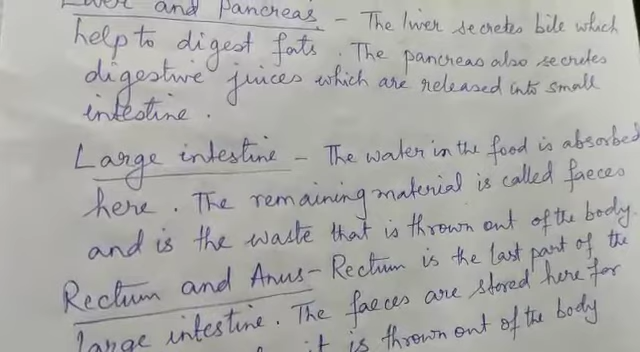 Liver and Pancreas - The liver secretes bile which
help to digest fats. The pancreas also secretes
digestive juices which are released into small
intestine.
Large intestine - The water in the food is absorbed
here. The remaining material is called faeces
and is the waste that is thrown out of the body.
Rectum and Anus - Rectum is the last part of the
large intestine. The faeces are stored here for
it is thrown out of the body